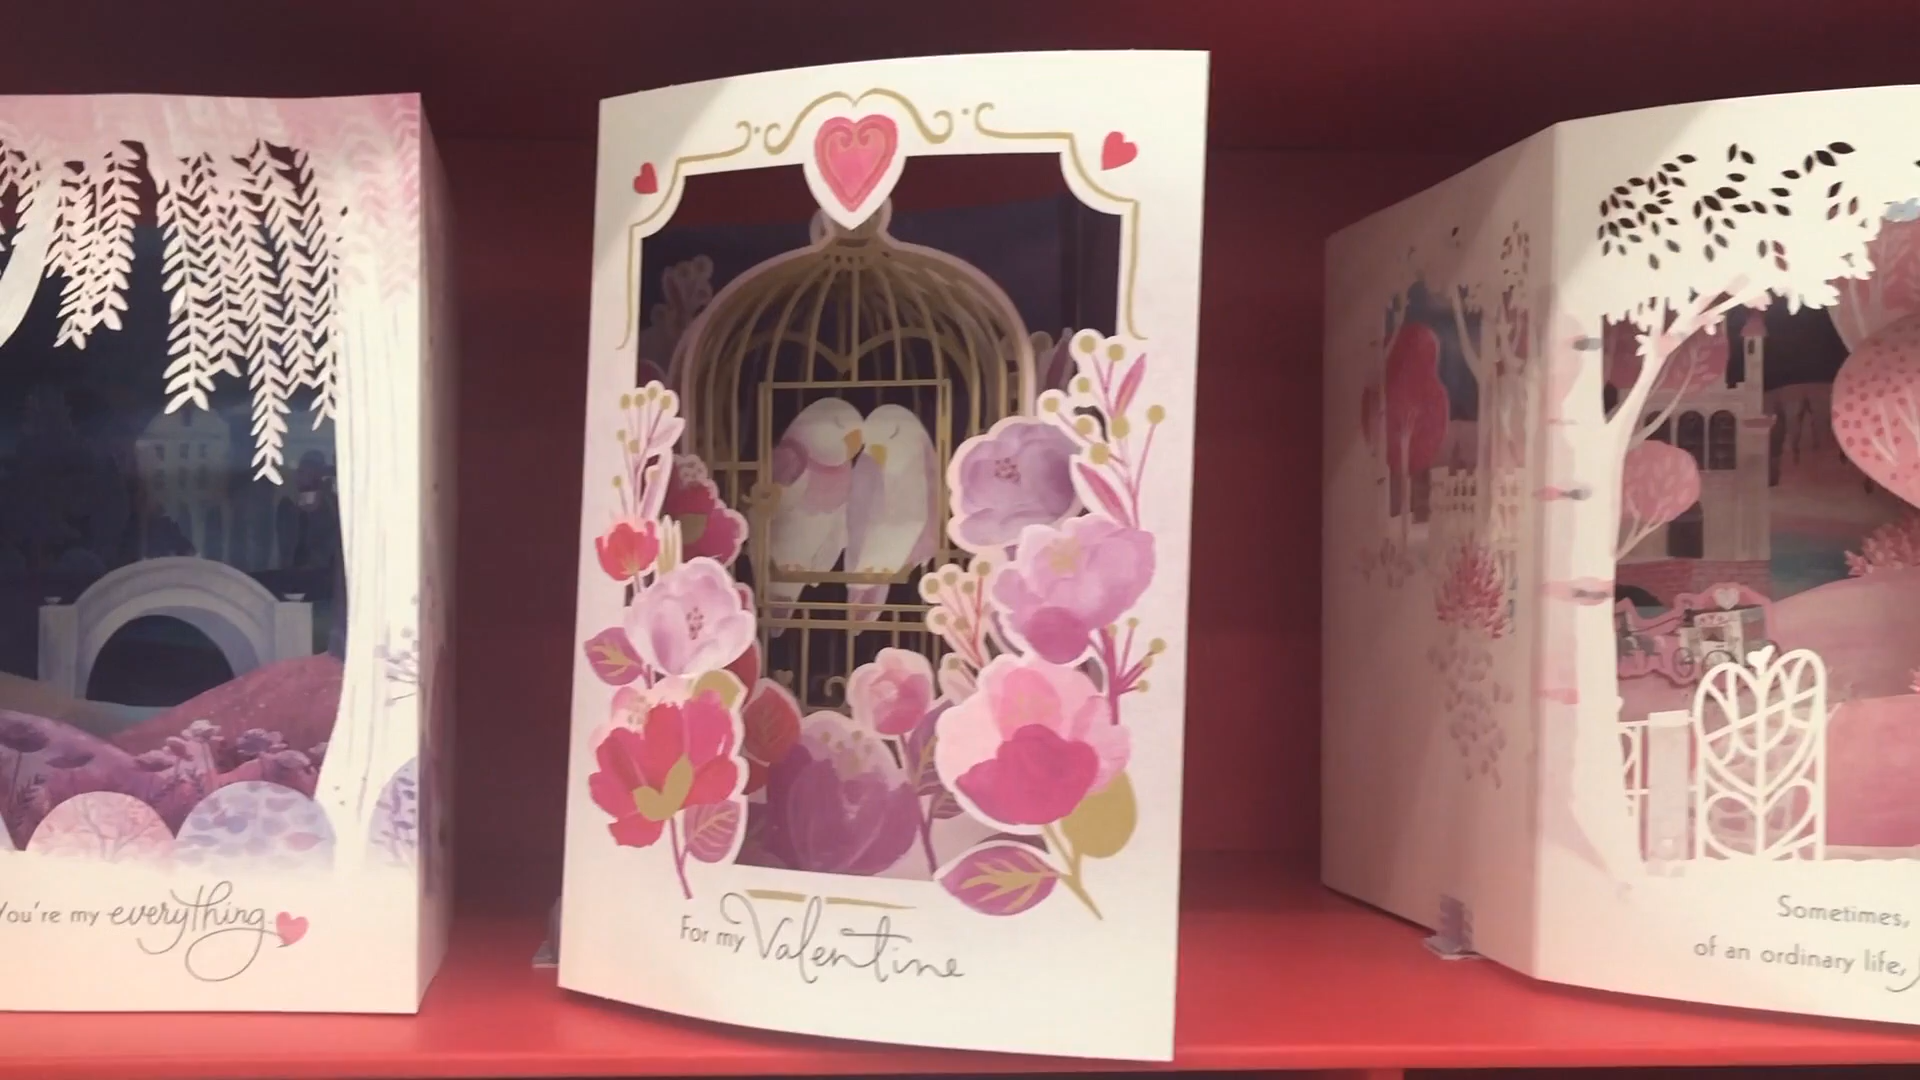 You're my everything
For my Valentine
Sometimes,
of an ordinary life,